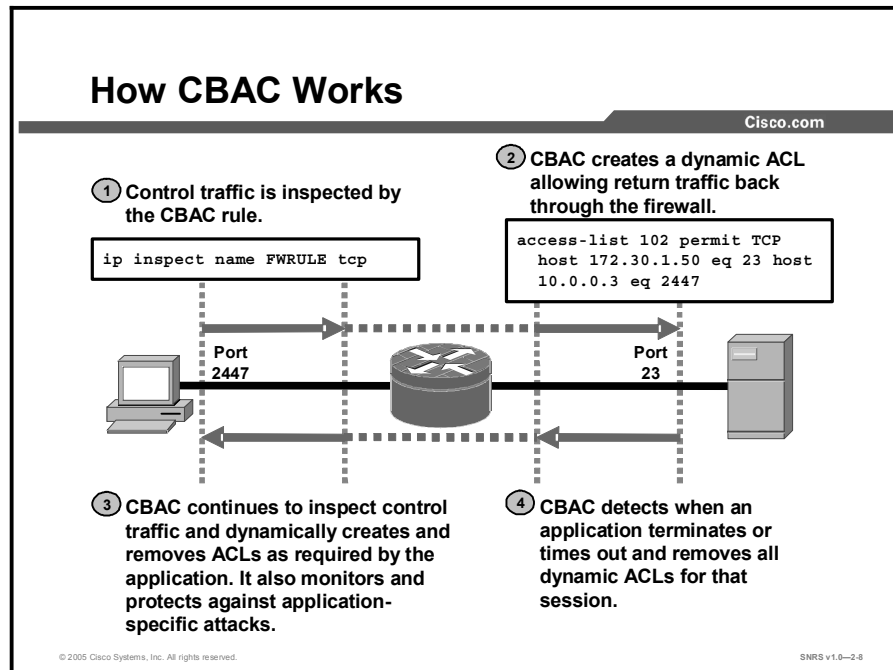 How CBAC Works
Cisco.com
1 Control traffic is inspected by
the CBAC rule.
ip inspect name FWRULE tcp
2 CBAC creates a dynamic ACL
allowing return traffic back
through the firewall.
access-list 102 permit TCP
host 172.30.1.50 eq 23 host
10.0.0.3 eq 2447
Port
2447
Port
23
3 CBAC continues to inspect control
traffic and dynamically creates and
removes ACLs as required by the
application. It also monitors and
protects against application-
specific attacks.
4 CBAC detects when an
application terminates or
times out and removes all
dynamic ACLs for that
session.
© 2005 Cisco Systems, Inc. All rights reserved.
SNRS v1.0—2-8